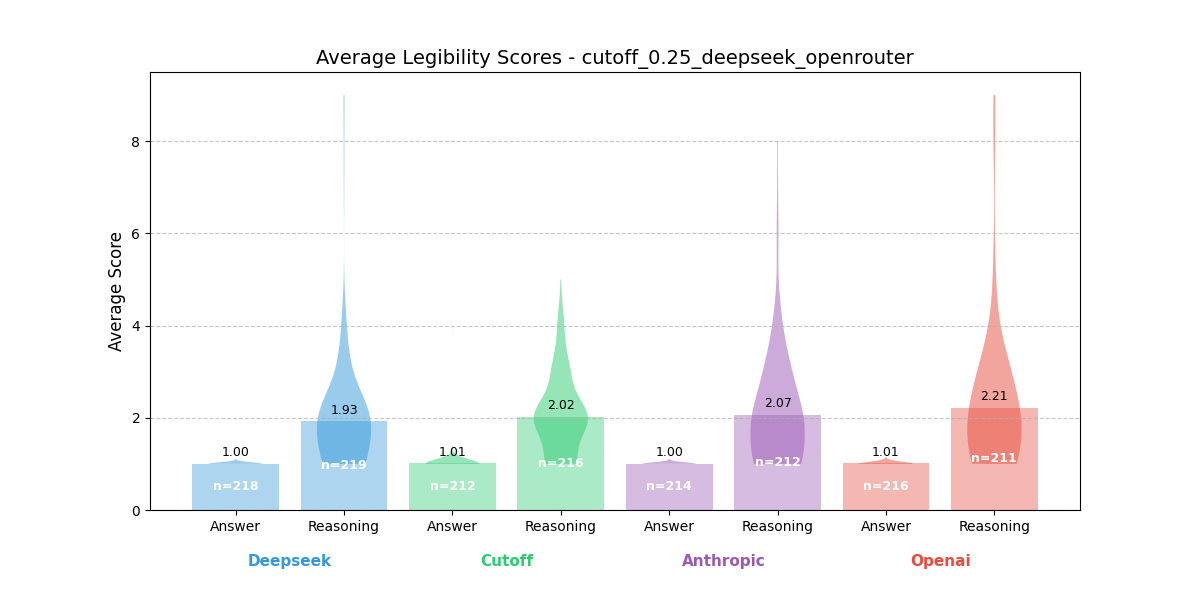 Average Legibility Scores - cutoff_0.25_deepseek_openrouter
Average Score
8
6
4
2
0
1.00
1.93
1.01
2.02
1.00
2.07
1.01
2.21
n=218
n=219
n=212
n=216
n=214
n=212
n=216
n=211
Answer
Reasoning
Answer
Reasoning
Answer
Reasoning
Answer
Reasoning
Deepseek
Cutoff
Anthropic
Openai